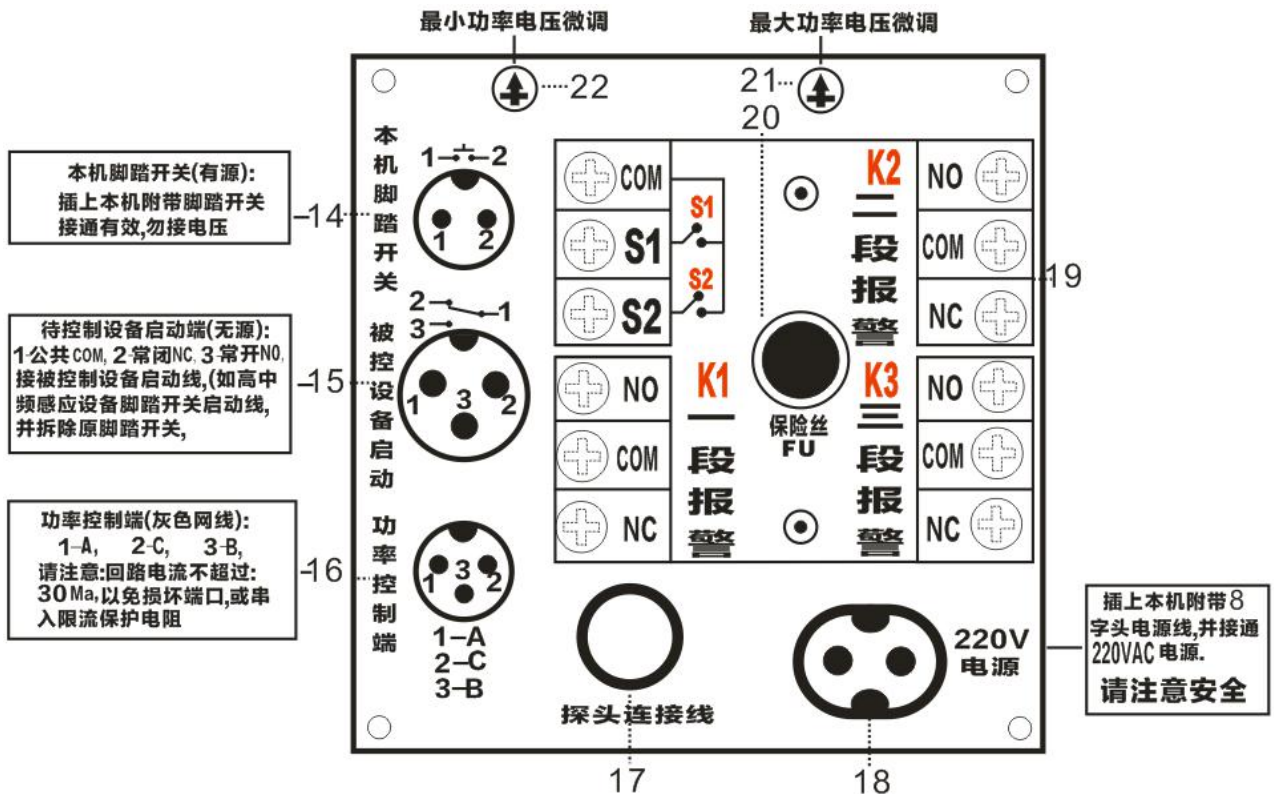 最小功率电压微调
最大功率电压微调
22
21
20
本机脚踏开关
1 2
1 2
本机脚踏开关(有源):
插上本机附带脚踏开关
接通有效,勿接电压
14
COM
S1
S2
S1
S2
K2
二段报警
NO
COM
NC
19
待控制设备启动端(无源):
1-公共COM, 2-常闭NC, 3-常开NO,
接被控制设备启动线,(如高中
频感应设备脚踏开关启动线,
并拆除原脚踏开关,
15
被控设备启动
2 1
3
1 3 2
NO
COM
NC
K1
一段报警
保险丝
FU
K3
三段报警
NO
COM
NC
功率控制端(灰色网线):
1-A, 2-C, 3-B,
请注意:回路电流不超过:
30Ma,以免损坏端口,或串
入限流保护电阻
16
功率控制端
1 3 2
1-A
2-C
3-B
探头连接线
17
220V
电源
18
插上本机附带8
字头电源线,并接通
220VAC电源.
请注意安全